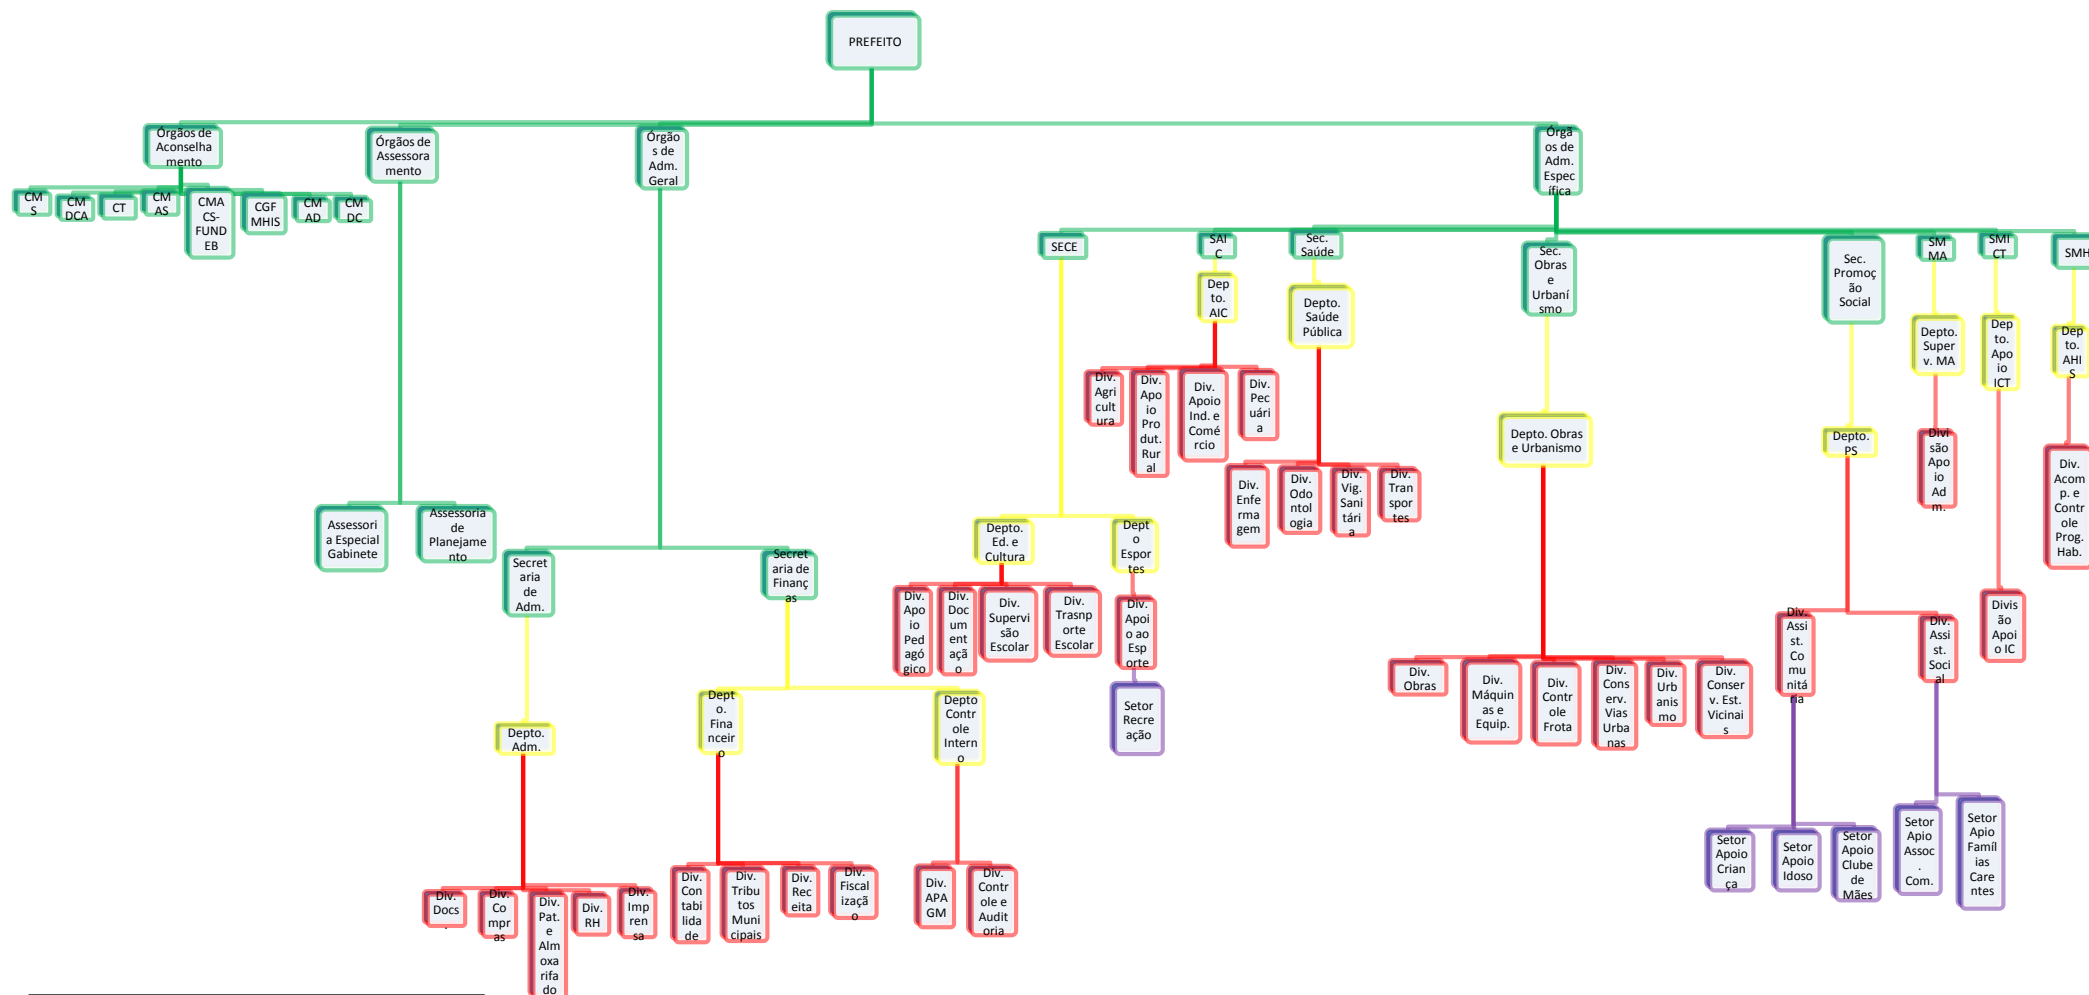 PREFEITO
Órgãos de
Aconselha
mento
Órgãos de
Assessora
mento
Órgão
s de
Adm.
Geral
Órgã
os de
Adm.
Espec
ífica
CM
S
CM
DCA
CT
CM
AS
CMA
CS-
FUND
EB
CGF
MHIS
CM
AD
CM
DC
SECE
SAI
C
Sec.
Saúde
Sec.
Obras
e
Urbanís
mo
Sec.
Promoç
ão
Social
SM
MA
SMI
CT
SMH
Dep
to.
AIC
Depto.
Saúde
Pública
Depto.
Super
v. MA
Dep
to.
Apo
io
ICT
Dep
to.
AHI
S
Div.
Agri
cult
ura
Div.
Apo
io
Pro
dut.
Rural
Div.
Apoio
Ind. e
Comé
rcio
Div.
Pec
uári
a
Depto. Obras
e Urbanismo
Depto.
PS
Divi
são
Apo
io
Ad
m.
Div.
Acom
p. e
Contr
ole
Prog.
Hab.
Div.
Enfe
rma
gem
Div.
Odo
ntol
ogia
Div.
Vig.
Sani
tári
a
Div.
Tran
spor
tes
Assessori
a Especial
Gabinete
Assessoria
de
Planejame
nto
Depto.
Ed. e
Cultura
Dept
o
Espor
tes
Secret
aria
de
Adm.
Secret
aria de
Finanç
as
Div.
Apo
io
Ped
agó
gico
Div.
Doc
um
ent
açã
o
Div.
Supervi
são
Escolar
Div.
Trasnp
orte
Escolar
Div.
Apoi
o ao
Esp
orte
Div.
Assi
st.
Co
mu
nitá
ria
Div.
Assi
st.
Soci
al
Divis
ão
Apoi
o IC
Div.
Obras
Div.
Máquin
as e
Equip.
Div.
Contr
ole
Frota
Div.
Cons
erv.
Vias
Urba
nas
Div.
Urb
anis
mo
Div.
Conser
v. Est.
Vicinai
s
Setor
Recre
ação
Depto.
Adm.
Dept
o.
Fina
nceir
o
Depto
Contr
ole
Intern
o
Setor
Apoio
Crian
ça
Setor
Apoio
Idoso
Setor
Apoio
Clube
de
Mães
Setor
Apio
Assoc
.
Com.
Setor
Apio
Famíl
ias
Care
ntes
Div.
Docs
.
Div.
Co
mpr
as
Div.
Pat. e
Alm
oxa
rifa
do
Div.
RH
Div.
Imp
ren
sa
Div.
Con
tabi
lida
de
Div.
Tribu
tos
Muni
cipais
Div.
Rec
eita
Div.
Fiscal
izaçã
o
Div.
APA
GM
Div.
Contr
ole e
Audit
oria